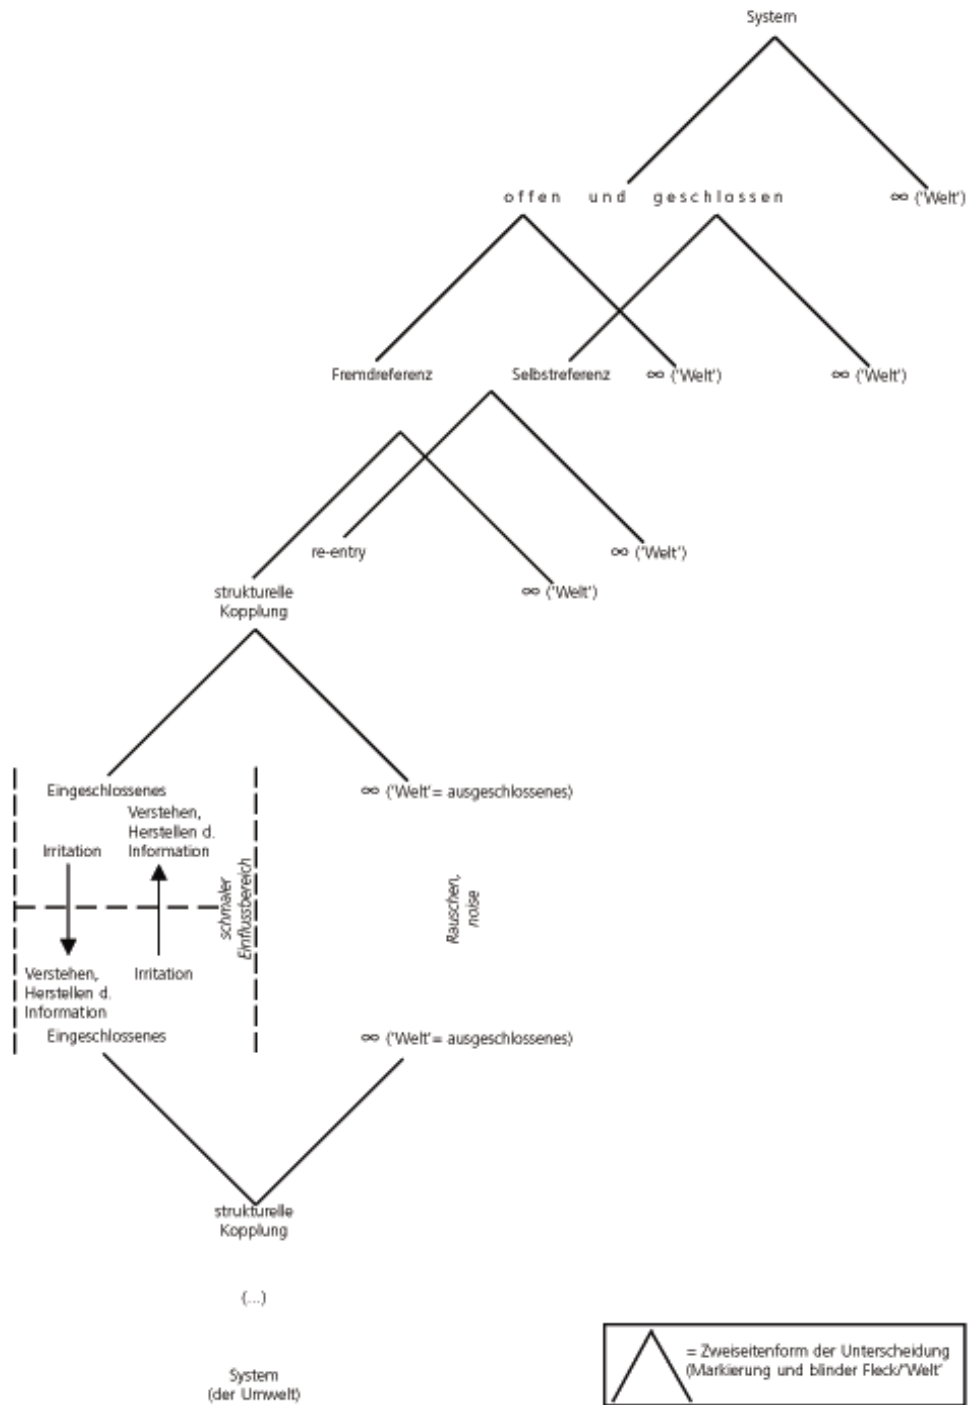 System
offen und geschlossen
∞ ('Welt')
Fremdreferenz
Selbstreferenz
∞ ('Welt')
∞ ('Welt')
re-entry
∞ ('Welt')
strukturelle
Kopplung
∞ ('Welt')
Eingeschlossenes
∞ ('Welt'= ausgeschlossenes)
Irritation
Verstehen,
Herstellen d.
Information
schmaler
Einflussbereich
Rauschen,
noise
Verstehen,
Herstellen d.
Information
Irritation
Eingeschlossenes
∞ ('Welt'= ausgeschlossenes)
strukturelle
Kopplung
(...)
System
(der Umwelt)
= Zweiseitenform der Unterscheidung
(Markierung und blinder Fleck/'Welt'